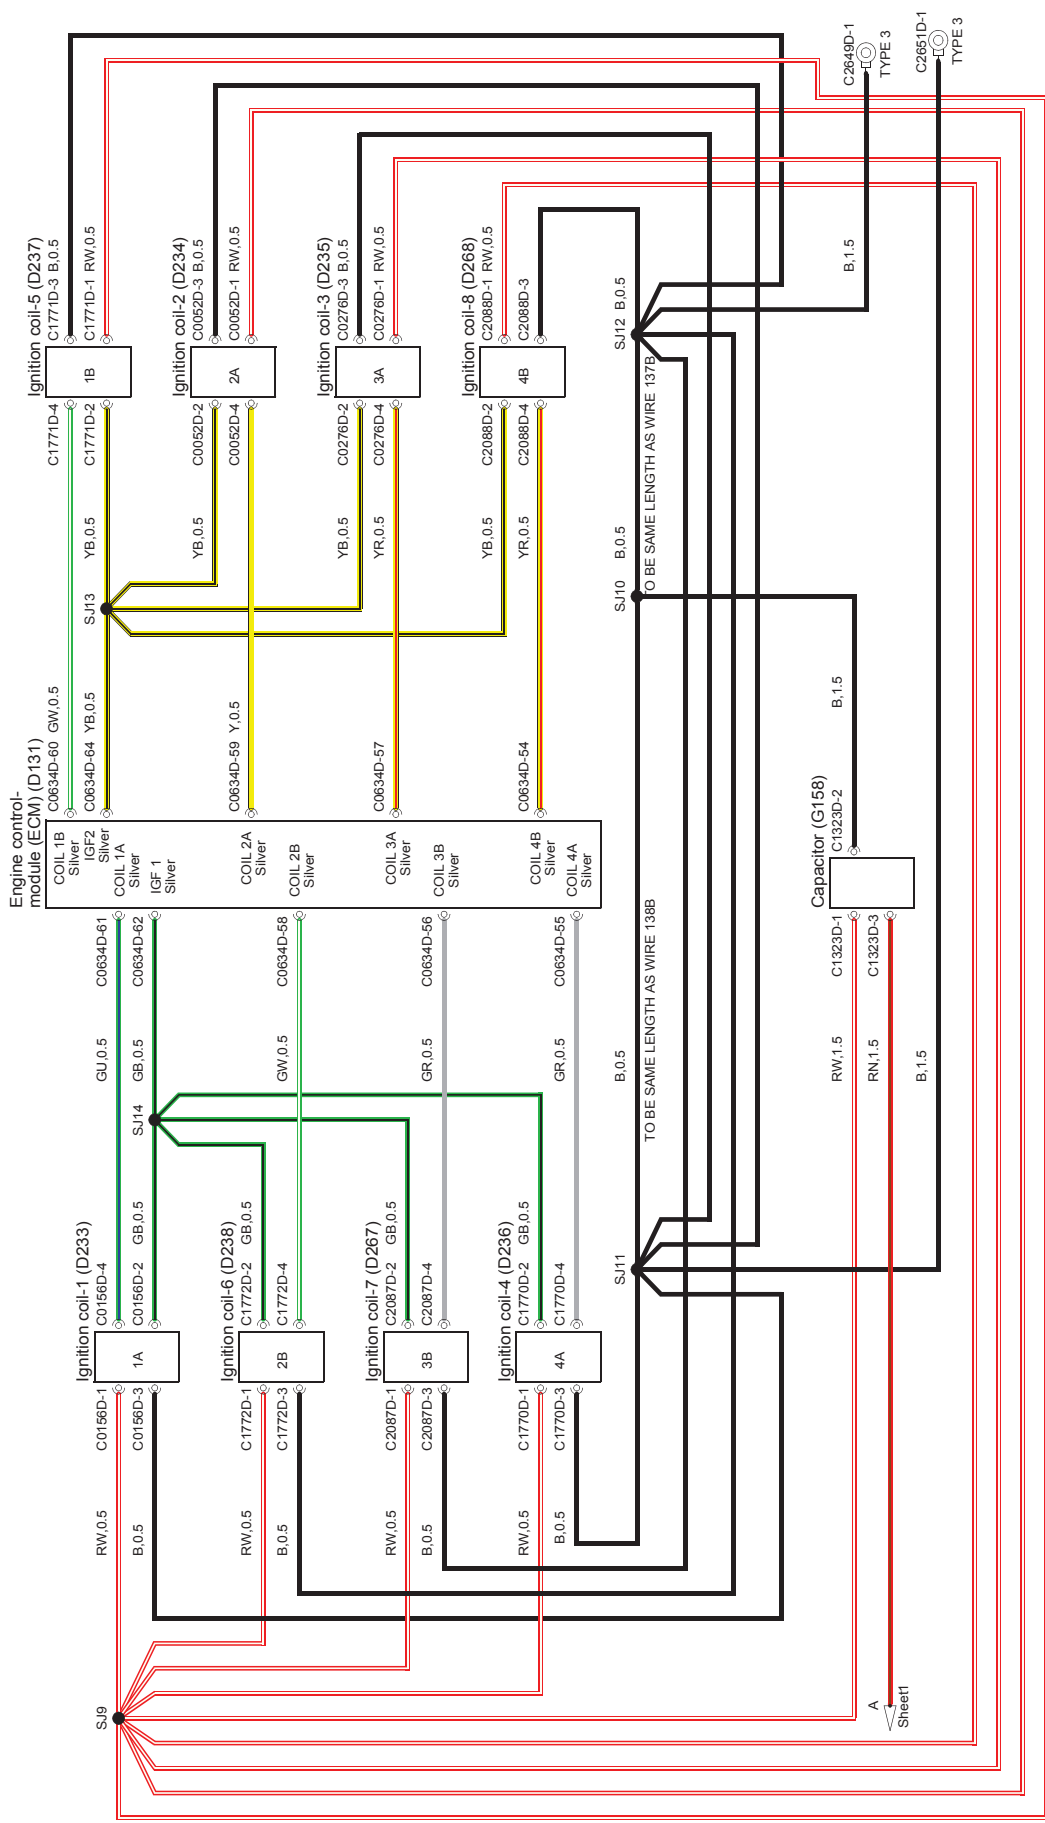 Ignition coil-5 (D237)
C1771D-3 B,0.5
C1771D-1 RW,0.5
1B
C1771D-4
C1771D-2
YB,0.5
Ignition coil-2 (D234)
C0052D-3 B,0.5
C0052D-1 RW,0.5
2A
C0052D-2
C0052D-4
YB,0.5
Ignition coil-3 (D235)
C0276D-3 B,0.5
C0276D-1 RW,0.5
3A
C0276D-2
C0276D-4
YB,0.5
YR,0.5
Ignition coil-8 (D268)
C2088D-1 RW,0.5
C2088D-3
4B
C2088D-2
C2088D-4
YB,0.5
YR,0.5
C2649D-1
TYPE 3
C2651D-1
TYPE 3
B,1.5
SJ12
B,0.5
TO BE SAME LENGTH AS WIRE 137B
SJ10
B,0.5
SJ13
Engine control-
module (ECM) (D131)
C0634D-60 GW,0.5
C0634D-64 YB,0.5
C0634D-59 Y,0.5
C0634D-57
C0634D-54
COIL 1B
Silver
IGF2
Silver
COIL 1A
Silver
IGF 1
Silver
COIL 2A
Silver
COIL 2B
Silver
COIL 3A
Silver
COIL 3B
Silver
COIL 4B
Silver
COIL 4A
Silver
C0634D-61
C0634D-62
C0634D-58
C0634D-56
C0634D-55
GU,0.5
GB,0.5
GW,0.5
GR,0.5
GR,0.5
B,1.5
Capacitor (G158)
C1323D-2
C1323D-1
C1323D-3
RW,1.5
RN,1.5
B,1.5
B,0.5
TO BE SAME LENGTH AS WIRE 138B
SJ14
SJ11
Ignition coil-1 (D233)
C0156D-4
C0156D-2 GB,0.5
1A
C0156D-1
C0156D-3
RW,0.5
B,0.5
Ignition coil-6 (D238)
C1772D-2 GB,0.5
C1772D-4
2B
C1772D-1
C1772D-3
RW,0.5
B,0.5
Ignition coil-7 (D267)
C2087D-2 GB,0.5
C2087D-4
3B
C2087D-1
C2087D-3
RW,0.5
B,0.5
Ignition coil-4 (D236)
C1770D-2 GB,0.5
C1770D-4
4A
C1770D-1
C1770D-3
RW,0.5
B,0.5
SJ9
A
Sheet1